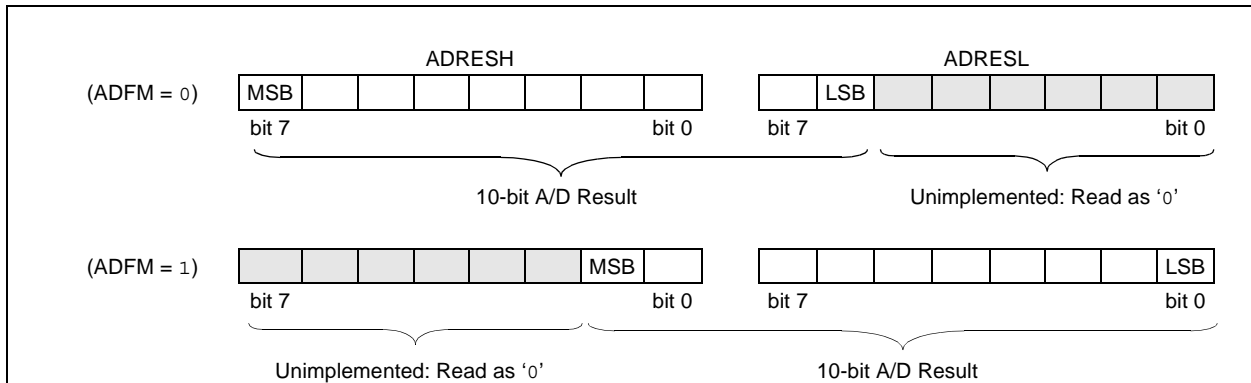 ADRESH ADRESL
(ADFM = 0) MSB LSB
bit 7 bit 0 bit 7 bit 0
10-bit A/D Result Unimplemented: Read as ‘0’
(ADFM = 1) MSB LSB
bit 7 bit 0 bit 7 bit 0
Unimplemented: Read as ‘0’ 10-bit A/D Result